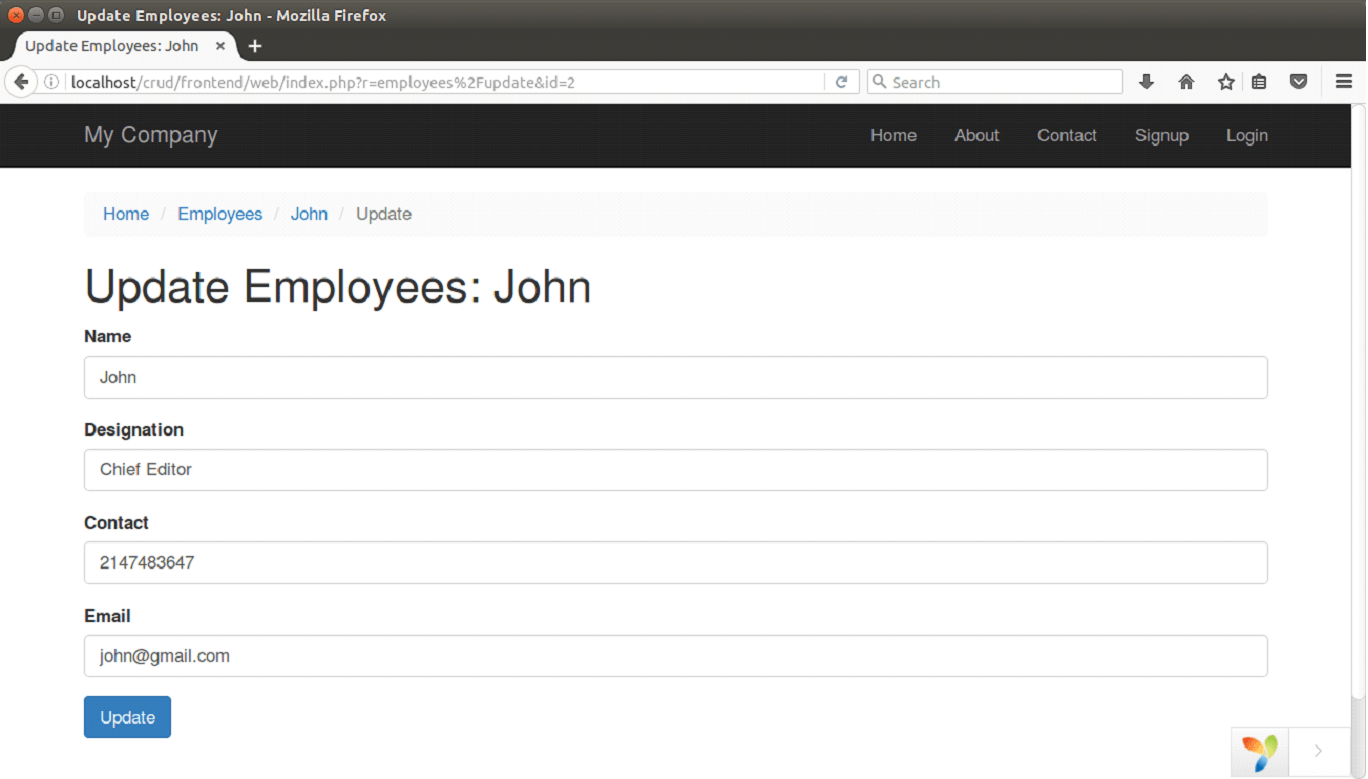 Update Employees: John - Mozilla Firefox
Update Employees: John
localhost/crud/frontend/web/index.php?r=employees%2Fupdate&id=2 Search
My Company Home About Contact Signup Login
Home / Employees / John / Update
Update Employees: John
Name
John
Designation
Chief Editor
Contact
2147483647
Email
john@gmail.com
Update